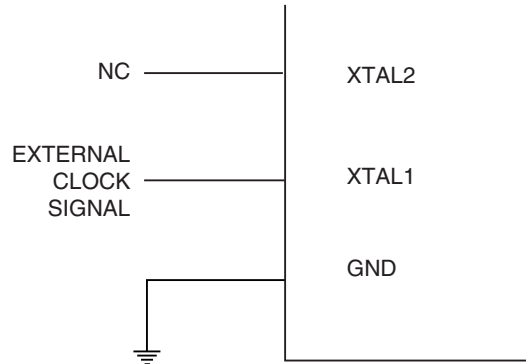 NC
XTAL2
EXTERNAL
CLOCK
SIGNAL
XTAL1
GND